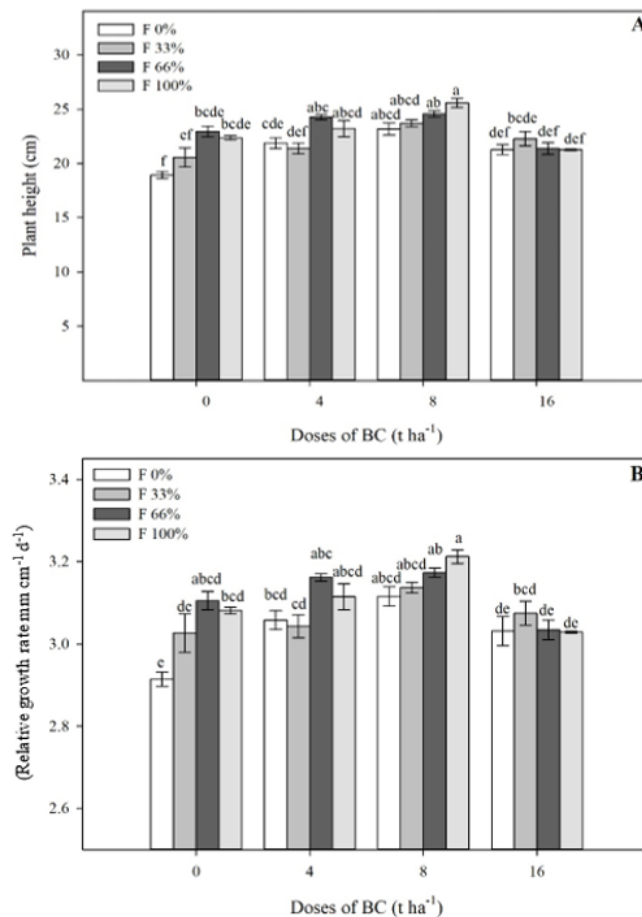 A
F 0%
F 33%
F 66%
F 100%
Plant height (cm)
30
25
20
15
10
5
f ef bcde bcde cde def abc abcd abcd abcd ab a def bcde def def
0 4 8 16
Doses of BC (t ha⁻¹)
B
F 0%
F 33%
F 66%
F 100%
(Relative growth rate mm cm⁻¹ d⁻¹)
3.4
3.2
3.0
2.8
2.6
e de abcd bcd bcd cd abc abcd abcd abcd ab a de bcd de de
0 4 8 16
Doses of BC (t ha⁻¹)